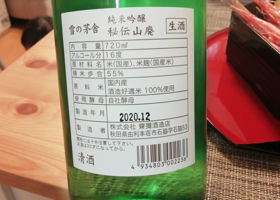 雪の茅舎 純米吟醸 秘伝山廃 生酒
内容量 720ml
アルコール分 16度
原材料名 米(国産)、米麹(国産米)
精米歩合 55%
原料米 国内産 酒造好適米 100%使用
使用酵母 自社酵母
製造年月 2020.12
製造者 株式会社 齋彌酒造店
秋田県由利本荘市石脇字石脇53
清酒
4 934803 002238